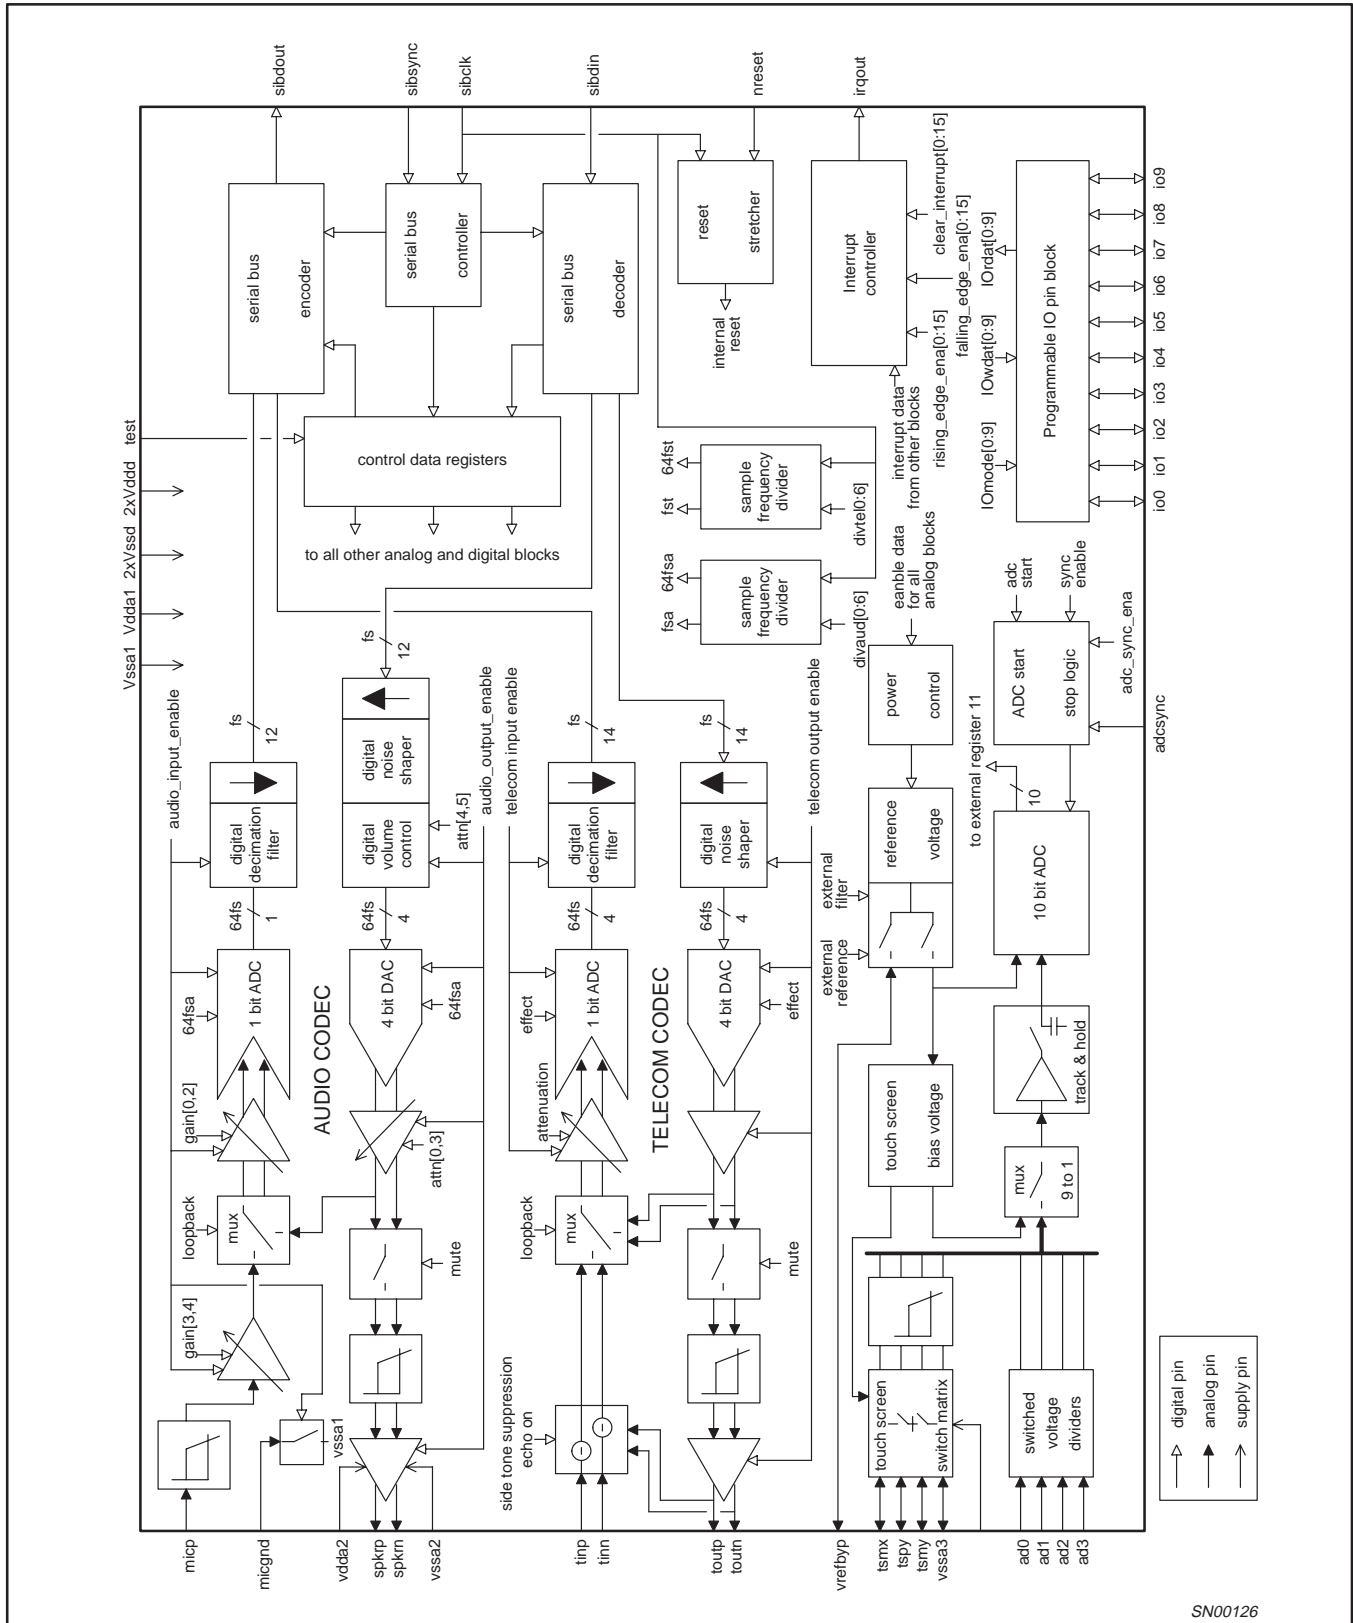 sibdout
sibsync
sibclk
sibdin
nreset
irqout
serial bus
encoder
serial bus
controller
serial bus
decoder
reset
stretcher
internal
reset
Interrupt
controller
clear_interrupt[0:15]
falling_edge_ena[0:15]
rising_edge_ena[0:15]
interrupt data
from other blocks
IOrdat[0:9]
IOwdat[0:9]
IOmode[0:9]
Programmable IO pin block
io9
io8
io7
io6
io5
io4
io3
io2
io1
io0
test
2xVddd
2xVssd
Vdda1
Vssa1
control data registers
to all other analog and digital blocks
64fst
fst
sample
frequency
divider
divtel0:6]
64fsa
fsa
sample
frequency
divider
divaud[0:6]
eanble data
for all
analog blocks
adc
start
sync
enable
ADC start
stop logic
adc_sync_ena
adcsync
power
control
to external register 11
10
audio_input_enable
fs
12
digital
decimation
filter
64fs
1
fs
12
digital
noise
shaper
digital
volume
control
attn[4,5]
64fs
4
audio_output_enable
telecom input enable
fs
14
digital
decimation
filter
64fs
4
fs
14
digital
noise
shaper
64fs
4
telecom output enable
reference
voltage
external
filter
external
reference
10 bit ADC
64fsa
1 bit ADC
AUDIO CODEC
4 bit DAC
64fsa
effect
1 bit ADC
TELECOM CODEC
4 bit DAC
effect
gain[0,2]
attn[0,3]
attenuation
touch screen
bias voltage
track & hold
mux
9 to 1
loopback
mux
mute
loopback
mux
mute
gain[3,4]
vssa1
side tone suppression
echo on
touch screen
switch matrix
switched
voltage
dividers
micp
micgnd
vdda2
spkrp
spkrn
vssa2
tinp
tinn
toutp
toutn
vrefbyp
tsmx
tspy
tsmy
vssa3
ad0
ad1
ad2
ad3
digital pin
analog pin
supply pin
SN00126